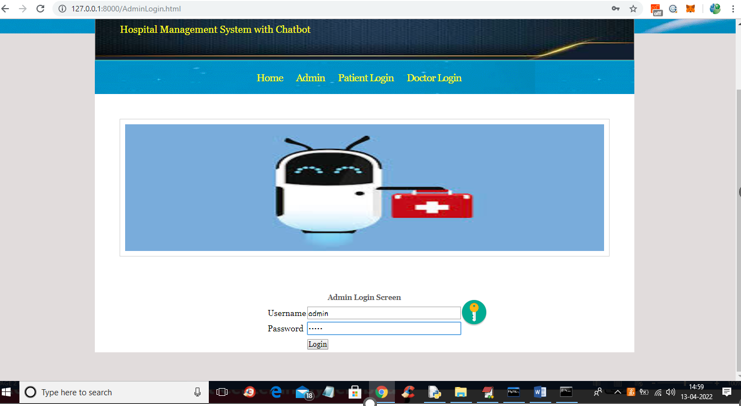 127.0.0.1:8000/AdminLogin.html
Hospital Management System with Chatbot
Home Admin Patient Login Doctor Login
Admin Login Screen
Username admin
Password •••••
Login
Type here to search
18
14:59
13-04-2022